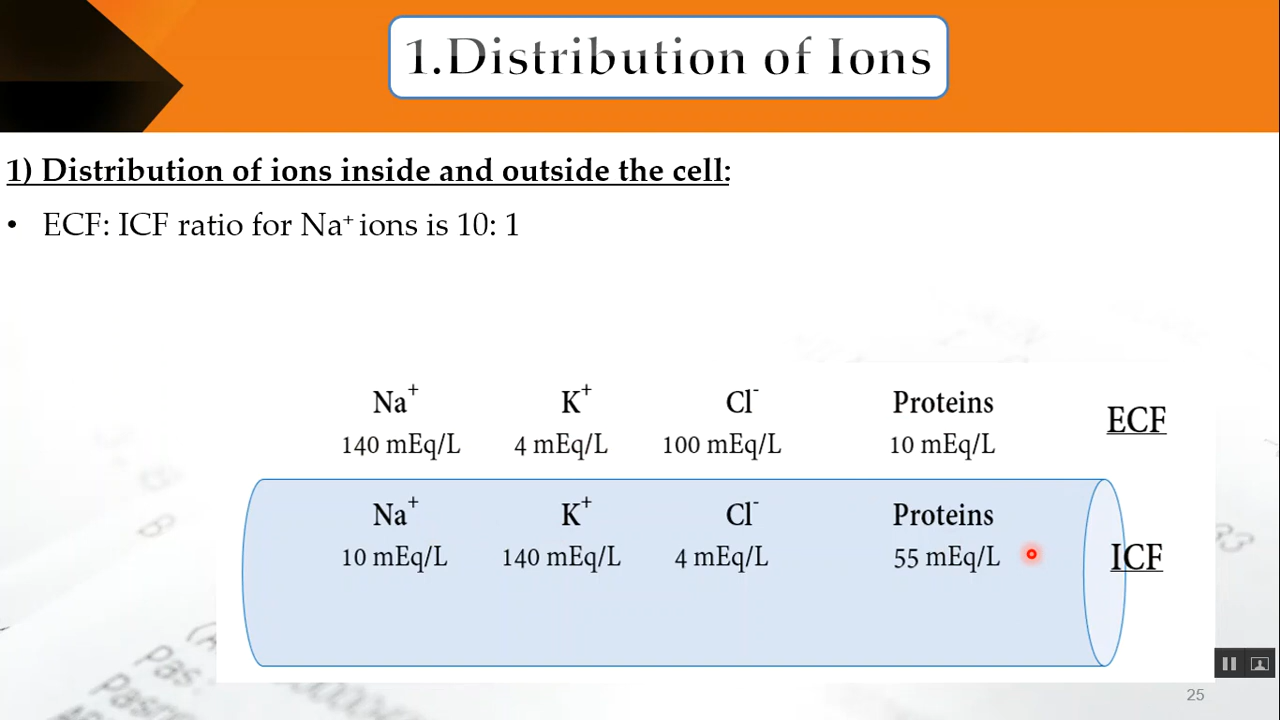 1.Distribution of Ions
1) Distribution of ions inside and outside the cell:
• ECF: ICF ratio for Na⁺ ions is 10: 1
Na⁺ K⁺ Cl⁻ Proteins ECF
140 mEq/L 4 mEq/L 100 mEq/L 10 mEq/L
Na⁺ K⁺ Cl⁻ Proteins ICF
10 mEq/L 140 mEq/L 4 mEq/L 55 mEq/L
25